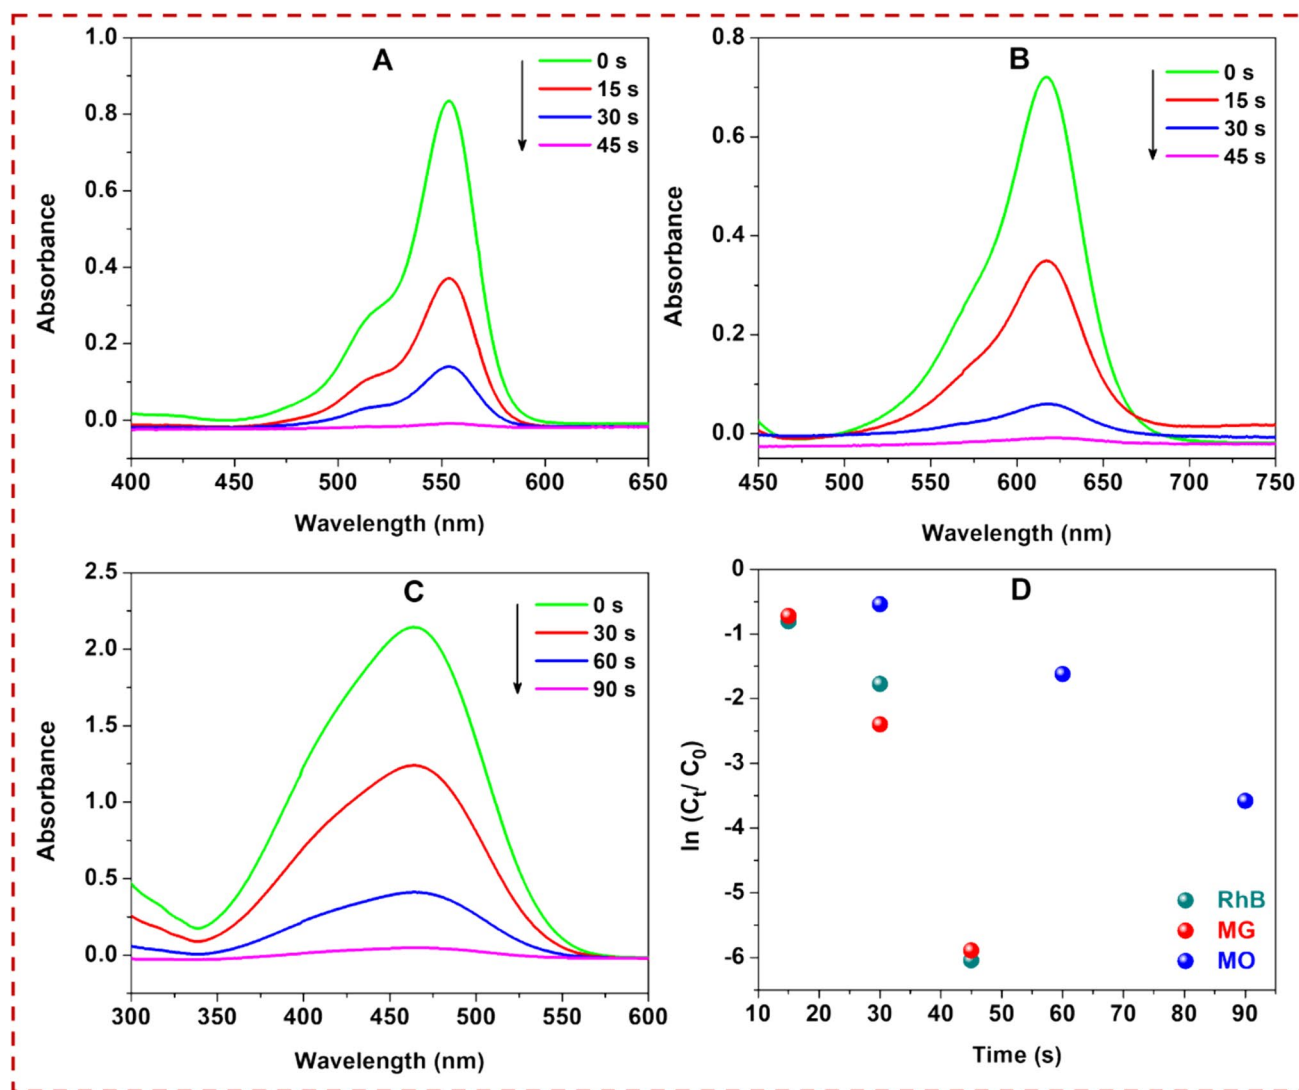 A
0 s
15 s
30 s
45 s
1.0
0.8
0.6
0.4
0.2
0.0
Absorbance
400 450 500 550 600 650
Wavelength (nm)
B
0 s
15 s
30 s
45 s
0.8
0.6
0.4
0.2
0.0
Absorbance
450 500 550 600 650 700 750
Wavelength (nm)
C
0 s
30 s
60 s
90 s
2.5
2.0
1.5
1.0
0.5
0.0
Absorbance
300 350 400 450 500 550 600
Wavelength (nm)
D
0
-1
-2
-3
-4
-5
-6
ln (Ct/ C0)
RhB
MG
MO
10 20 30 40 50 60 70 80 90
Time (s)